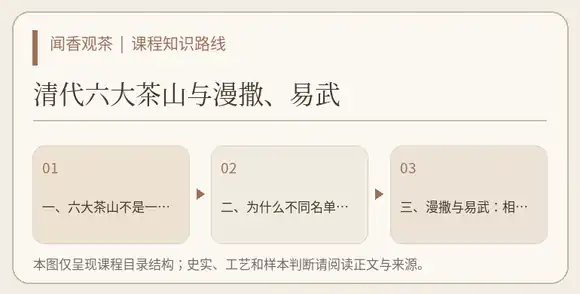 闻香观茶｜课程知识路线
清代六大茶山与漫撒、易武
01
一、六大茶山不是一…
02
二、为什么不同名单…
03
三、漫撒与易武：相…
本图仅呈现课程目录结构；史实、工艺和样本判断请阅读正文与来源。